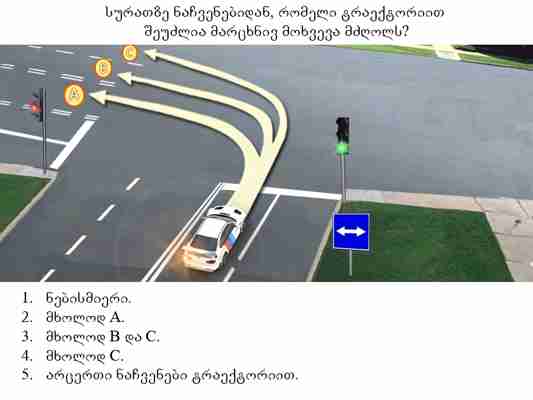 სურათზე ნაჩვენებიდან, რომელი ტრაექტორიით
შეუძლია მარცხნივ მოხვევა მძღოლს?
C
B
A
1. ნებისმიერი.
2. მხოლოდ A.
3. მხოლოდ B და C.
4. მხოლოდ C.
5. არცერთი ნაჩვენები ტრაექტორიით.